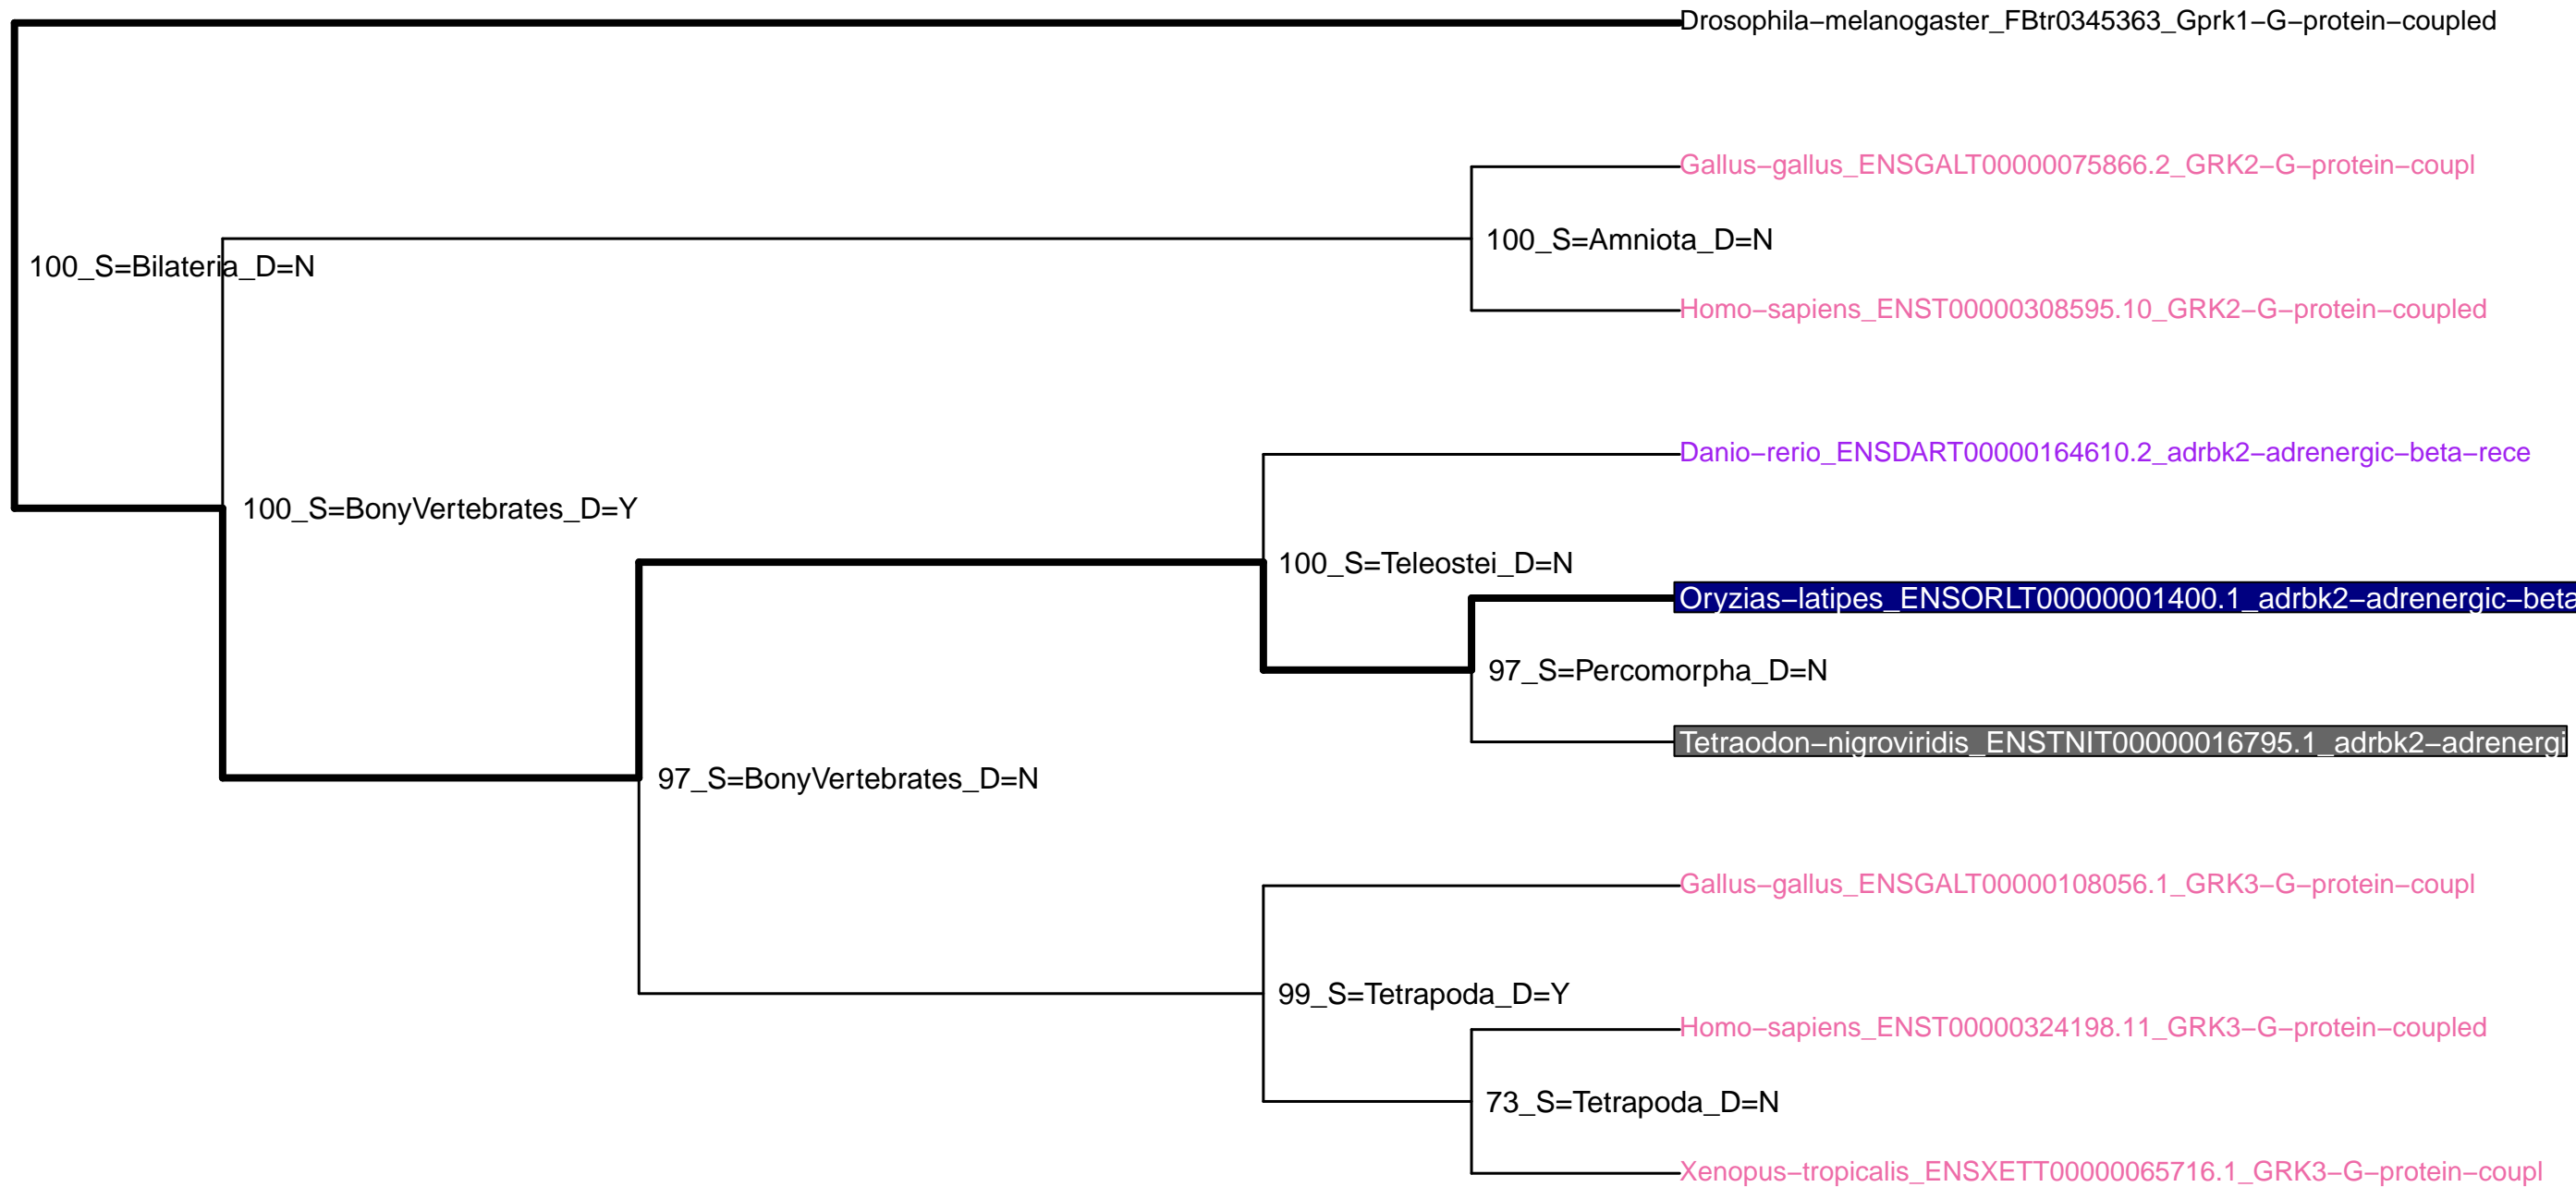 Drosophila−melanogaster_FBtr0345363_Gprk1−G−protein−coupled
Gallus−gallus_ENSGALT00000075866.2_GRK2−G−protein−coupl
100_S=Amniota_D=N
100_S=Bilateria_D=N
Homo−sapiens_ENST00000308595.10_GRK2−G−protein−coupled
Danio−rerio_ENSDART00000164610.2_adrbk2−adrenergic−beta−rece
100_S=BonyVertebrates_D=Y
100_S=Teleostei_D=N
Oryzias−latipes_ENSORLT00000001400.1_adrbk2−adrenergic−beta
97_S=Percomorpha_D=N
Tetraodon−nigroviridis_ENSTNIT00000016795.1_adrbk2−adrenergi
97_S=BonyVertebrates_D=N
Gallus−gallus_ENSGALT00000108056.1_GRK3−G−protein−coupl
99_S=Tetrapoda_D=Y
Homo−sapiens_ENST00000324198.11_GRK3−G−protein−coupled
73_S=Tetrapoda_D=N
Xenopus−tropicalis_ENSXETT00000065716.1_GRK3−G−protein−coupl